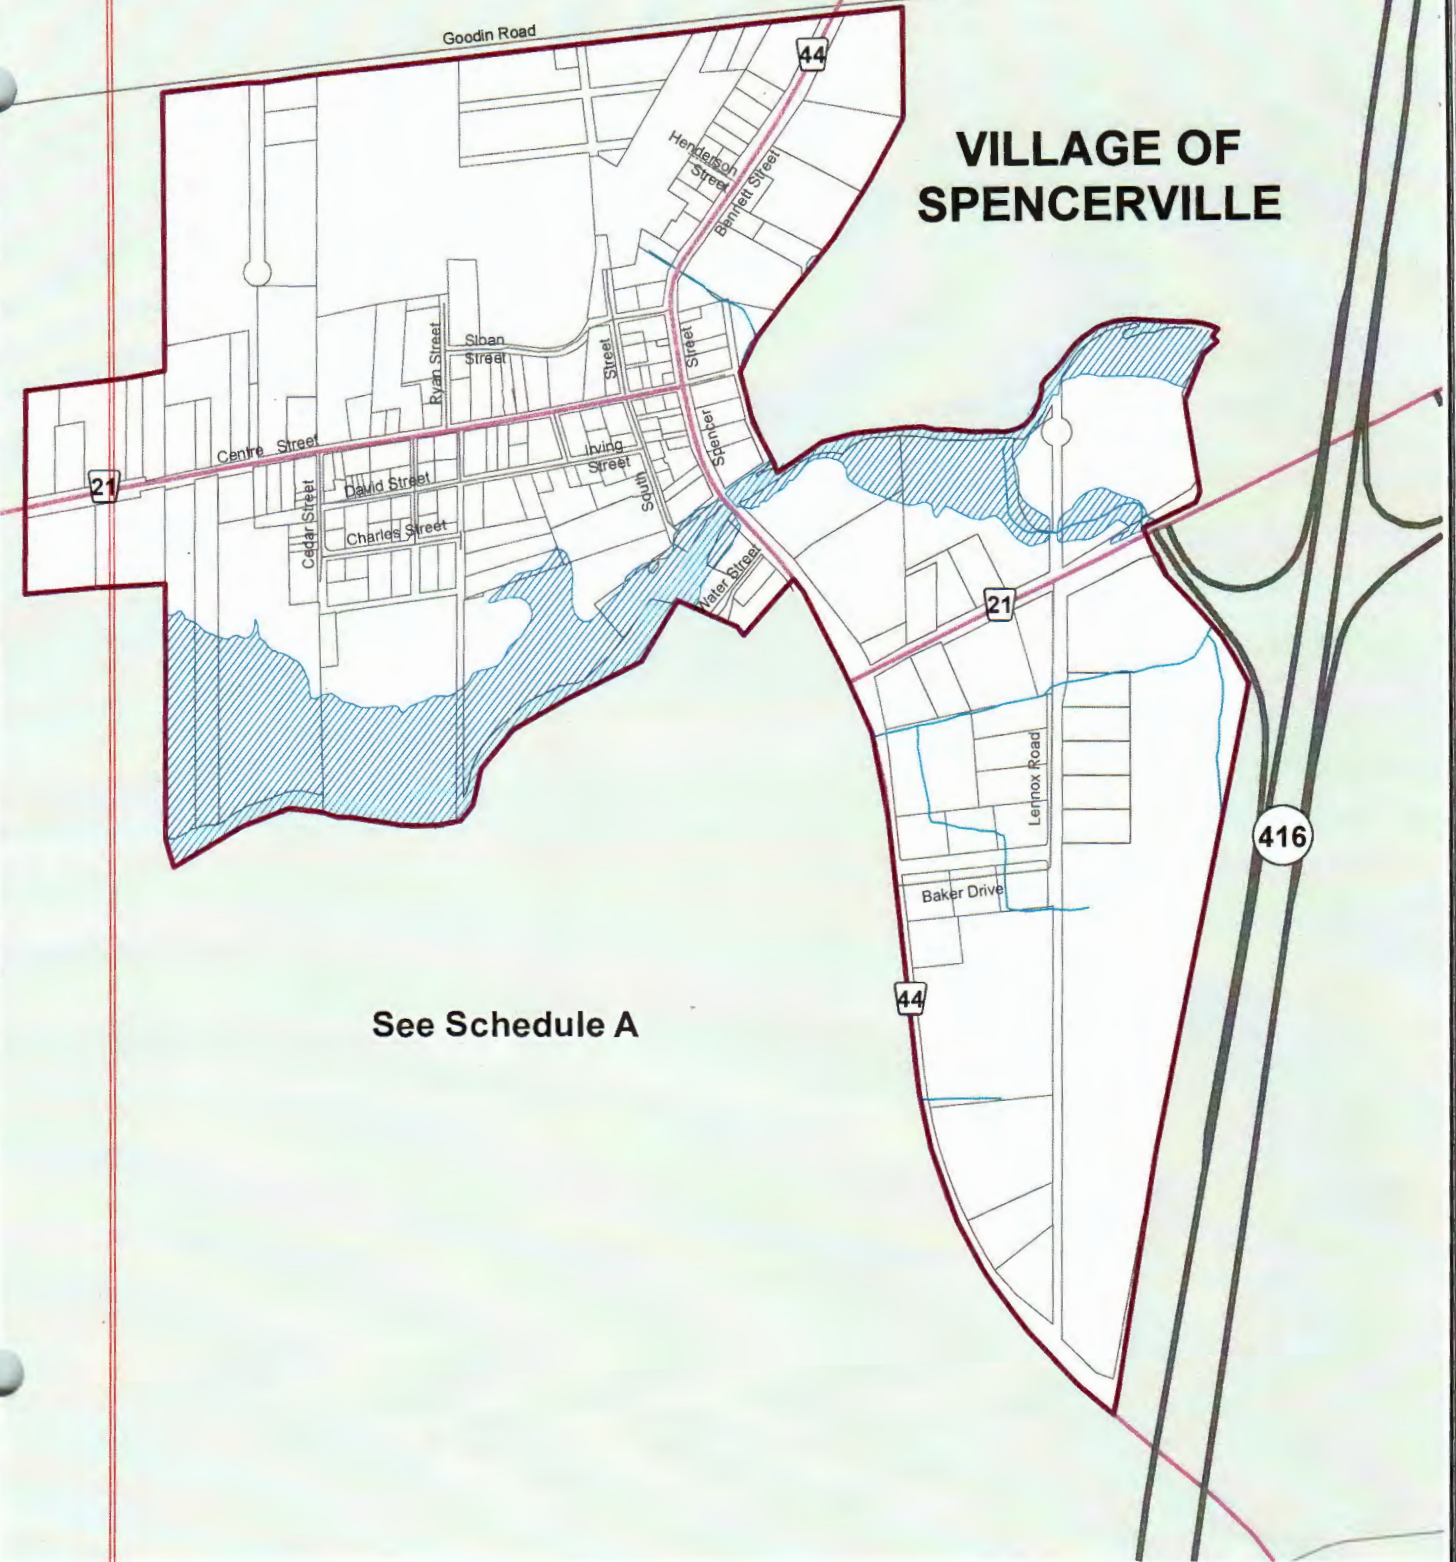 Goodin Road
44
VILLAGE OF
SPENCERVILLE
Henderson
Street
Bennett Street
Ryan Street
Sloan
Street
Street
Street
Spencer
Centre Street
21
Irving
Street
David Street
South
Cedar Street
Charles Street
Water Street
21
Lennox Road
416
Baker Drive
44
See Schedule A